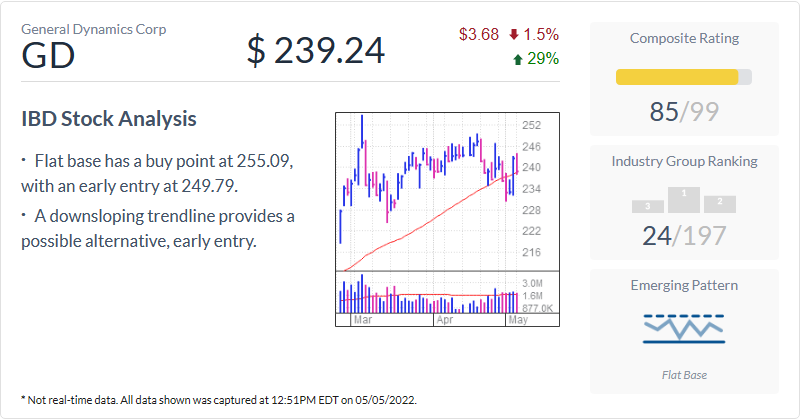 General Dynamics Corp
GD
$ 239.24
$3.68 1.5%
29%
IBD Stock Analysis
· Flat base has a buy point at 255.09,
with an early entry at 249.79.
· A downsloping trendline provides a
possible alternative, early entry.
252
246
240
234
228
222
216
3.0M
1.6M
877.0K
Mar
Apr
May
Composite Rating
85/99
Industry Group Ranking
3
1
2
24/197
Emerging Pattern
Flat Base
* Not real-time data. All data shown was captured at 12:51PM EDT on 05/05/2022.